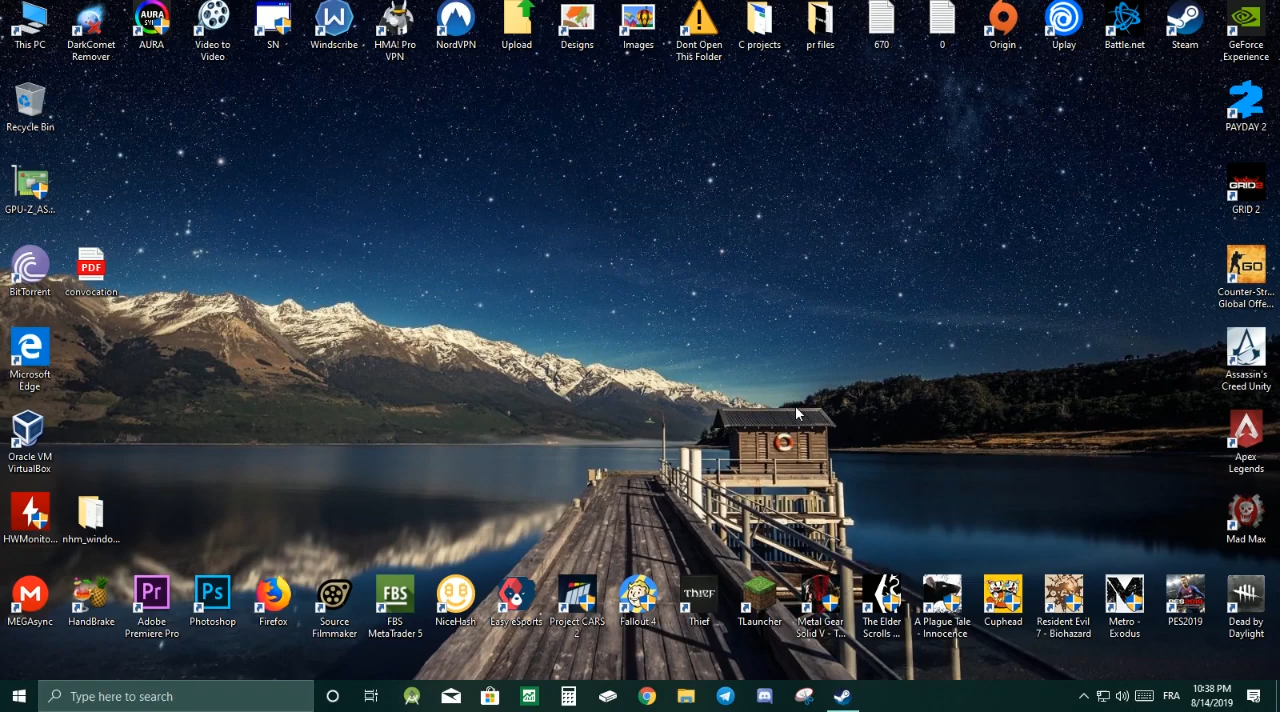 This PC
DarkComet
Remover
AURA
Video to
Video
SN
Windscribe
HMA! Pro
VPN
NordVPN
Upload
Designs
Images
Dont Open
This Folder
C projects
pr files
670
0
Origin
Uplay
Battle.net
Steam
GeForce
Experience
Recycle Bin
PAYDAY 2
GPU-Z_AS...
GRID 2
BitTorrent
PDF
convocation
GO
Counter-Str...
Global Offe...
Microsoft
Edge
Assassin's
Creed Unity
Oracle VM
VirtualBox
Apex
Legends
HWMonito...
nhm_windo...
Mad Max
MEGAsync
HandBrake
Pr
Adobe
Premiere Pro
Ps
Photoshop
Firefox
Source
Filmmaker
FBS
FBS
MetaTrader 5
NiceHash
Easy eSports
Project CARS
2
Fallout 4
THIEF
Thief
TLauncher
Metal Gear
Solid V - T...
The Elder
Scrolls ...
A Plague Tale
- Innocence
Cuphead
Resident Evil
7 - Biohazard
Metro -
Exodus
PES2019
Dead by
Daylight
Type here to search
FRA
10:38 PM
8/14/2019